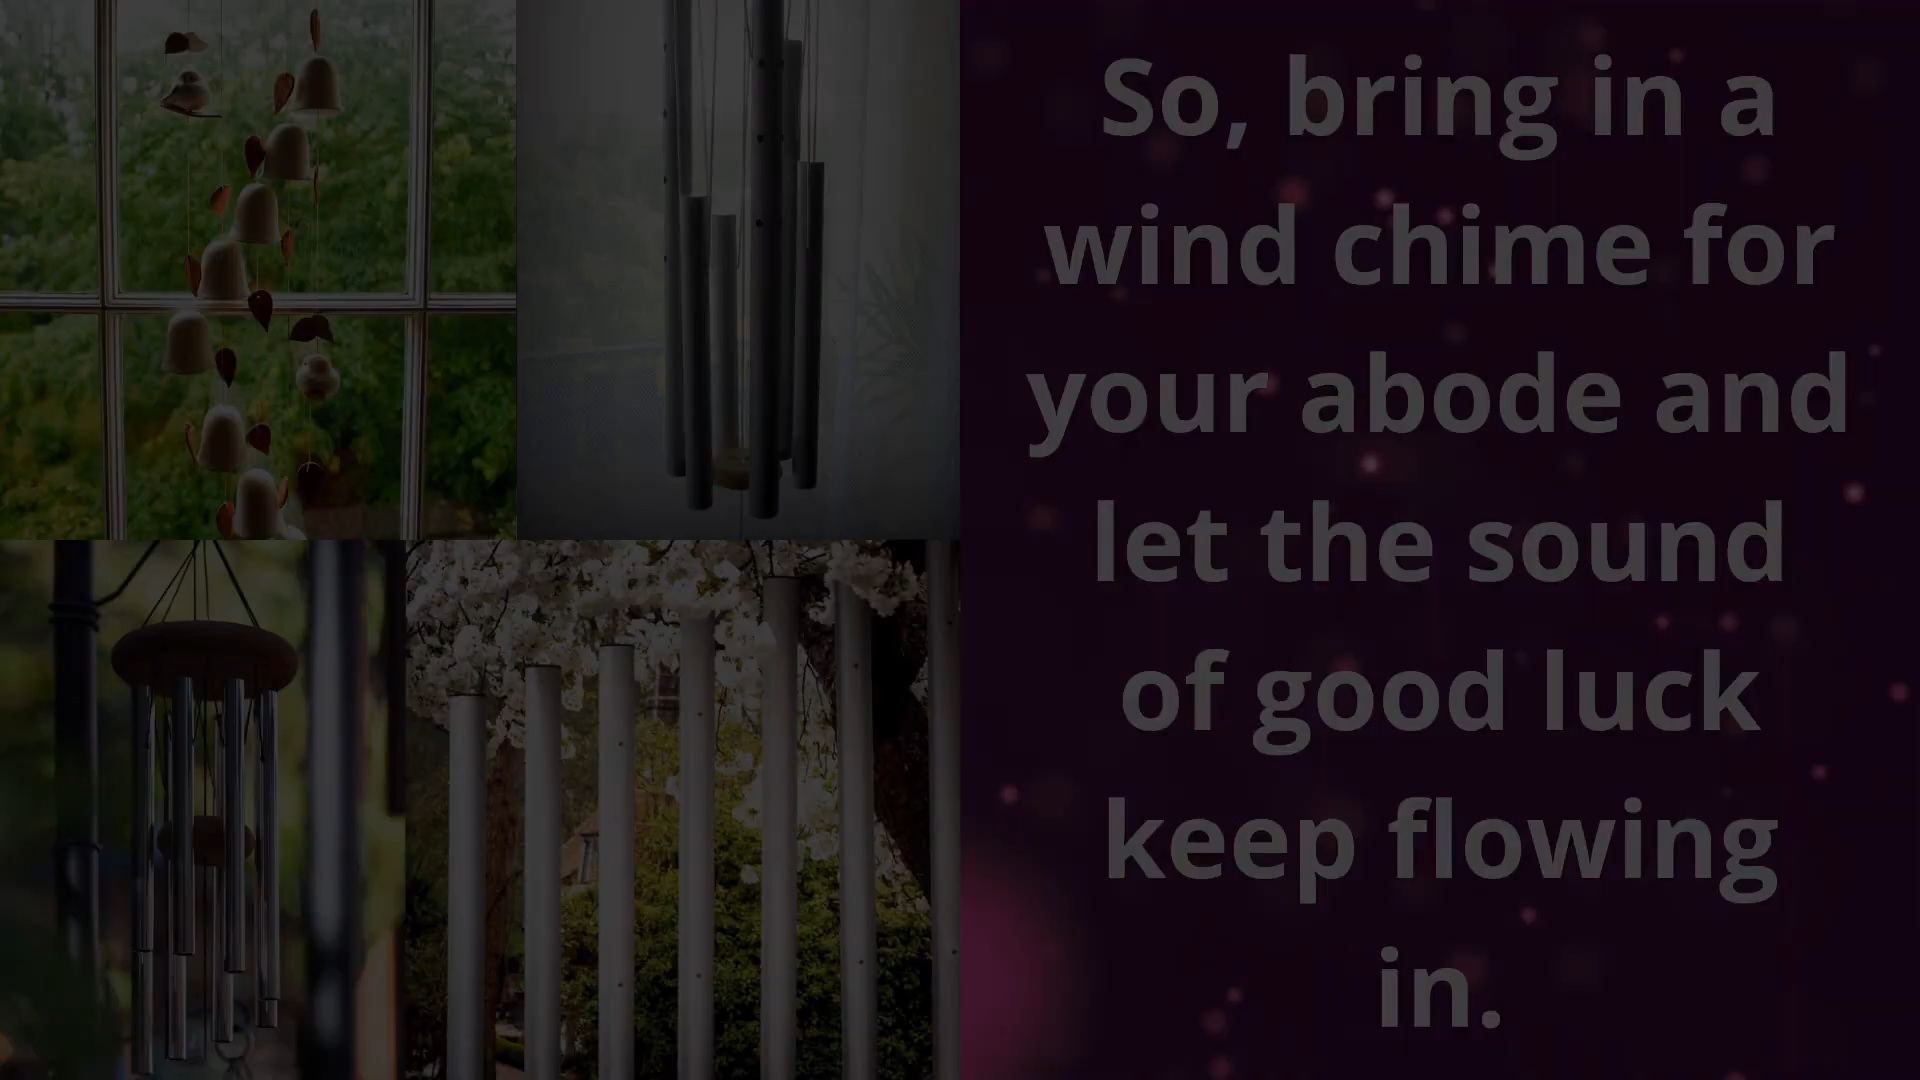 So, bring in a
wind chime for
your abode and
let the sound
of good luck
keep flowing
in.